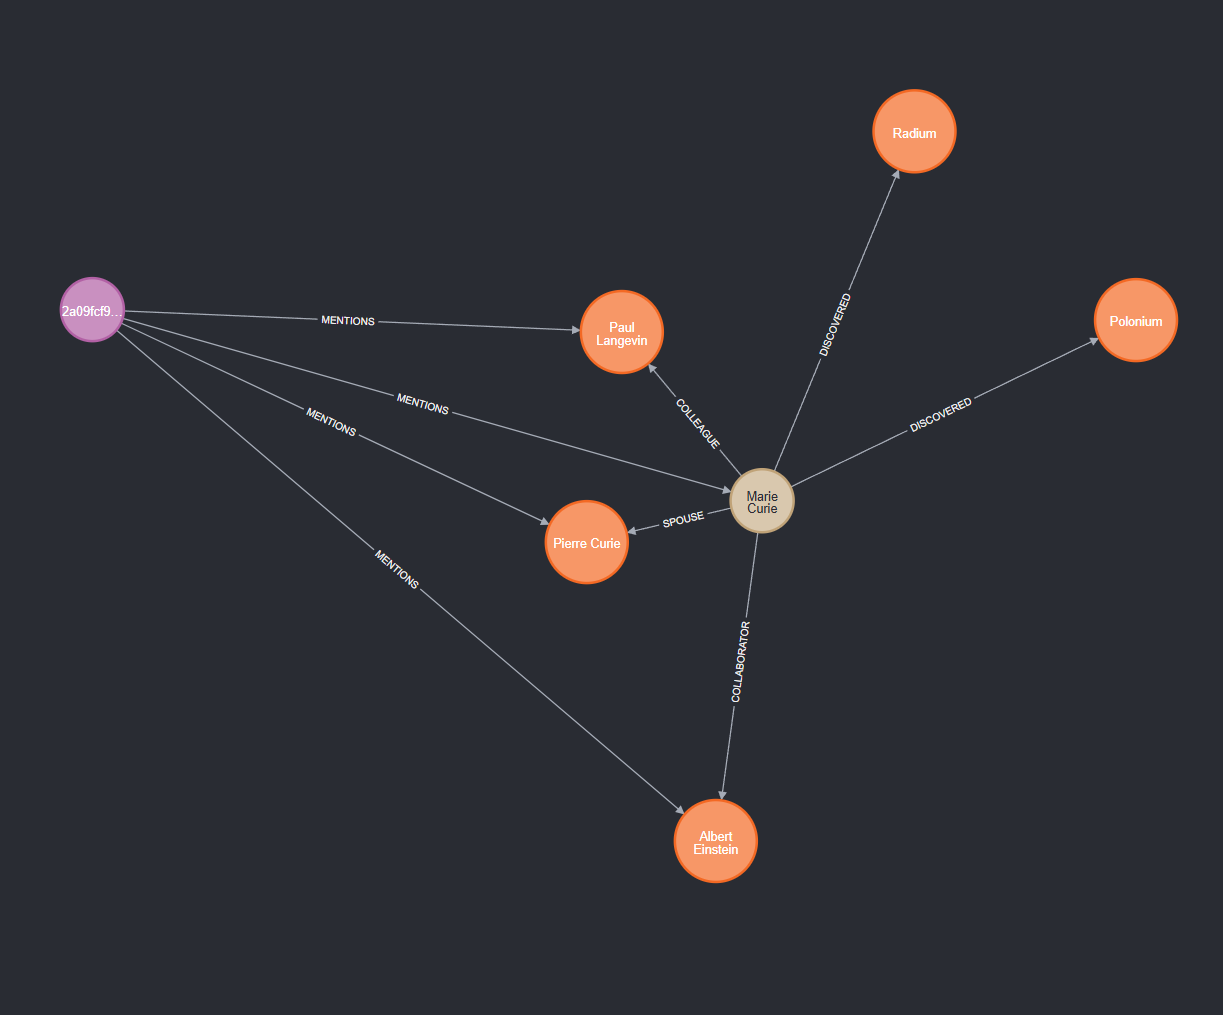 Radium
2a09fcf9...
MENTIONS
Paul
Langevin
DISCOVERED
Polonium
MENTIONS
MENTIONS
COLLEAGUE
DISCOVERED
Marie
Curie
SPOUSE
Pierre Curie
MENTIONS
COLLABORATOR
Albert
Einstein